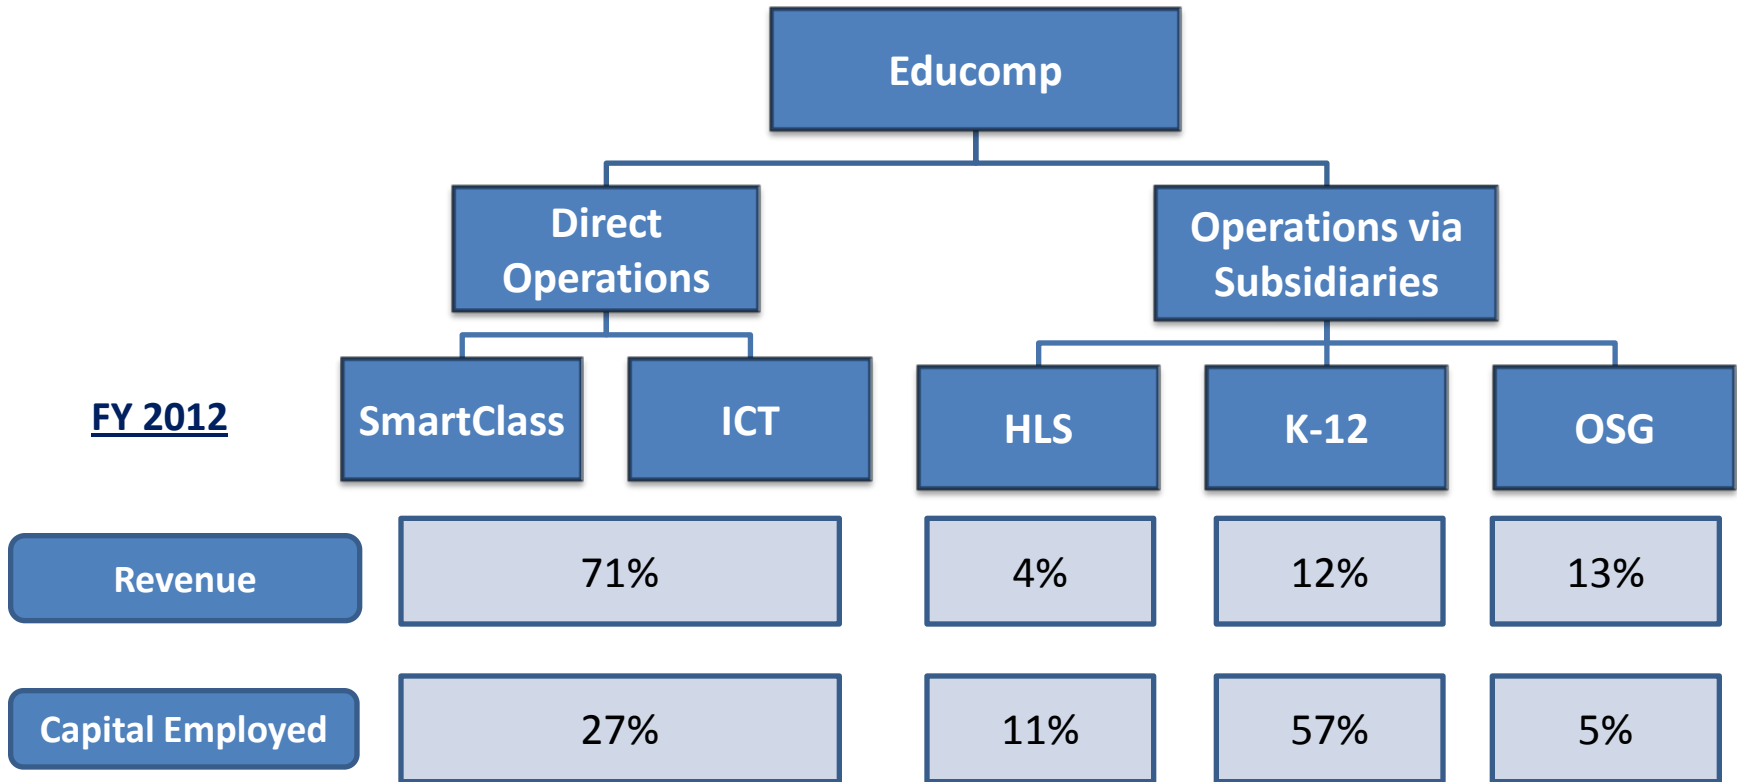 Educomp
Direct
Operations
Operations via
Subsidiaries
FY 2012
SmartClass
ICT
HLS
K-12
OSG
Revenue
71%
4%
12%
13%
Capital Employed
27%
11%
57%
5%